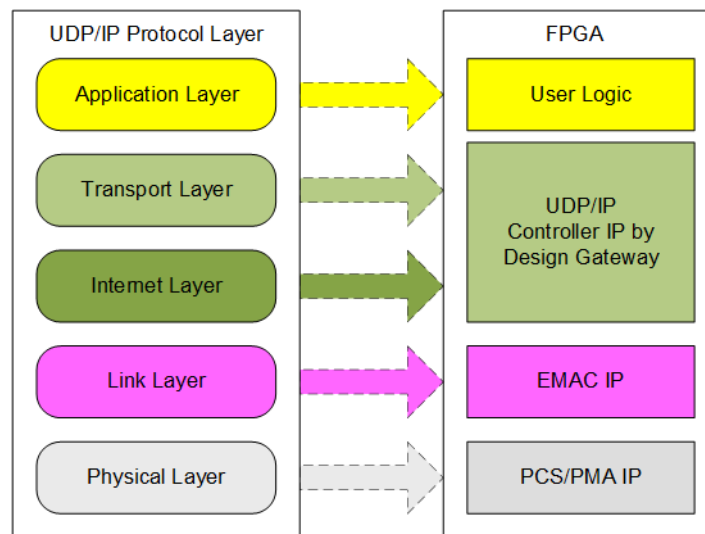 UDP/IP Protocol Layer
Application Layer
Transport Layer
Internet Layer
Link Layer
Physical Layer
FPGA
User Logic
UDP/IP
Controller IP by
Design Gateway
EMAC IP
PCS/PMA IP